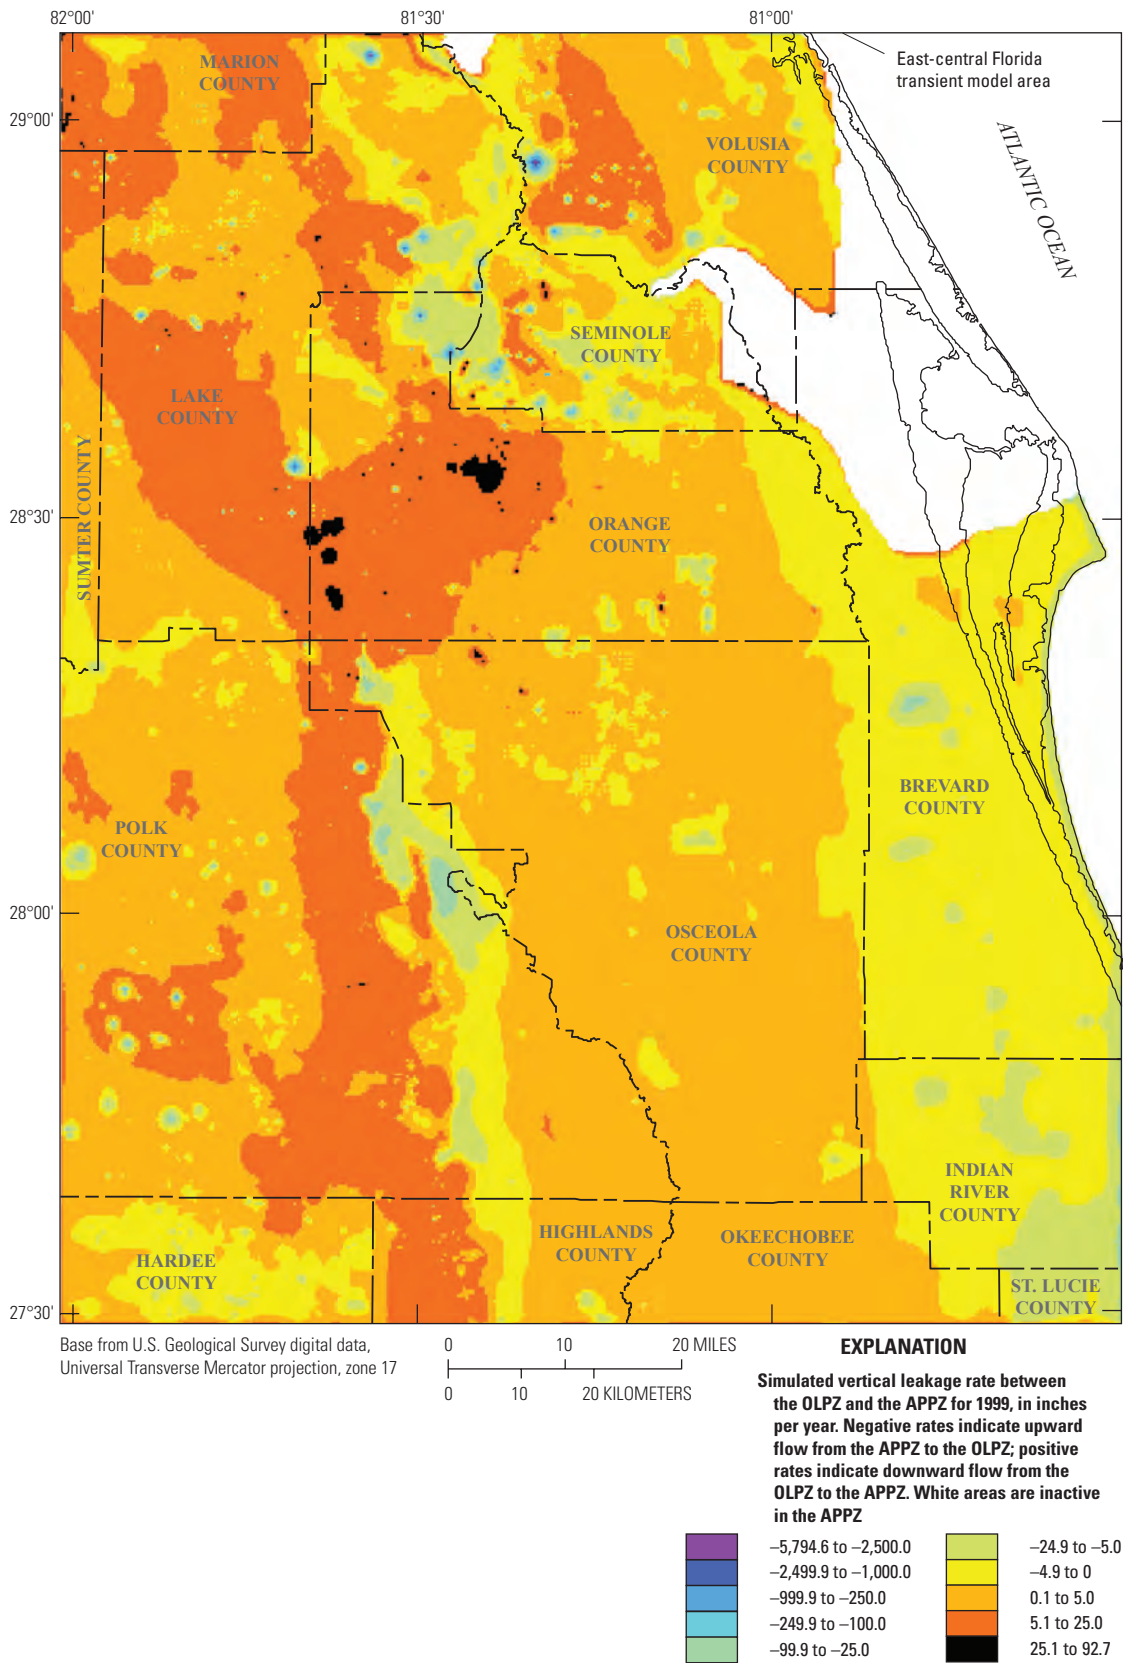 82°00'
81°30'
81°00'
East-central Florida
transient model area
MARION
COUNTY
29°00'
VOLUSIA
COUNTY
ATLANTIC OCEAN
SEMINOLE
COUNTY
LAKE
COUNTY
SUMTER COUNTY
28°30'
ORANGE
COUNTY
BREVARD
COUNTY
POLK
COUNTY
28°00'
OSCEOLA
COUNTY
INDIAN
RIVER
COUNTY
HIGHLANDS
COUNTY
OKEECHOBEE
COUNTY
HARDEE
COUNTY
ST. LUCIE
COUNTY
27°30'
Base from U.S. Geological Survey digital data,
Universal Transverse Mercator projection, zone 17
0 10 20 MILES
0 10 20 KILOMETERS
EXPLANATION
Simulated vertical leakage rate between
the OLPZ and the APPZ for 1999, in inches
per year. Negative rates indicate upward
flow from the APPZ to the OLPZ; positive
rates indicate downward flow from the
OLPZ to the APPZ. White areas are inactive
in the APPZ
–5,794.6 to –2,500.0
–2,499.9 to –1,000.0
–999.9 to –250.0
–249.9 to –100.0
–99.9 to –25.0
–24.9 to –5.0
–4.9 to 0
0.1 to 5.0
5.1 to 25.0
25.1 to 92.7